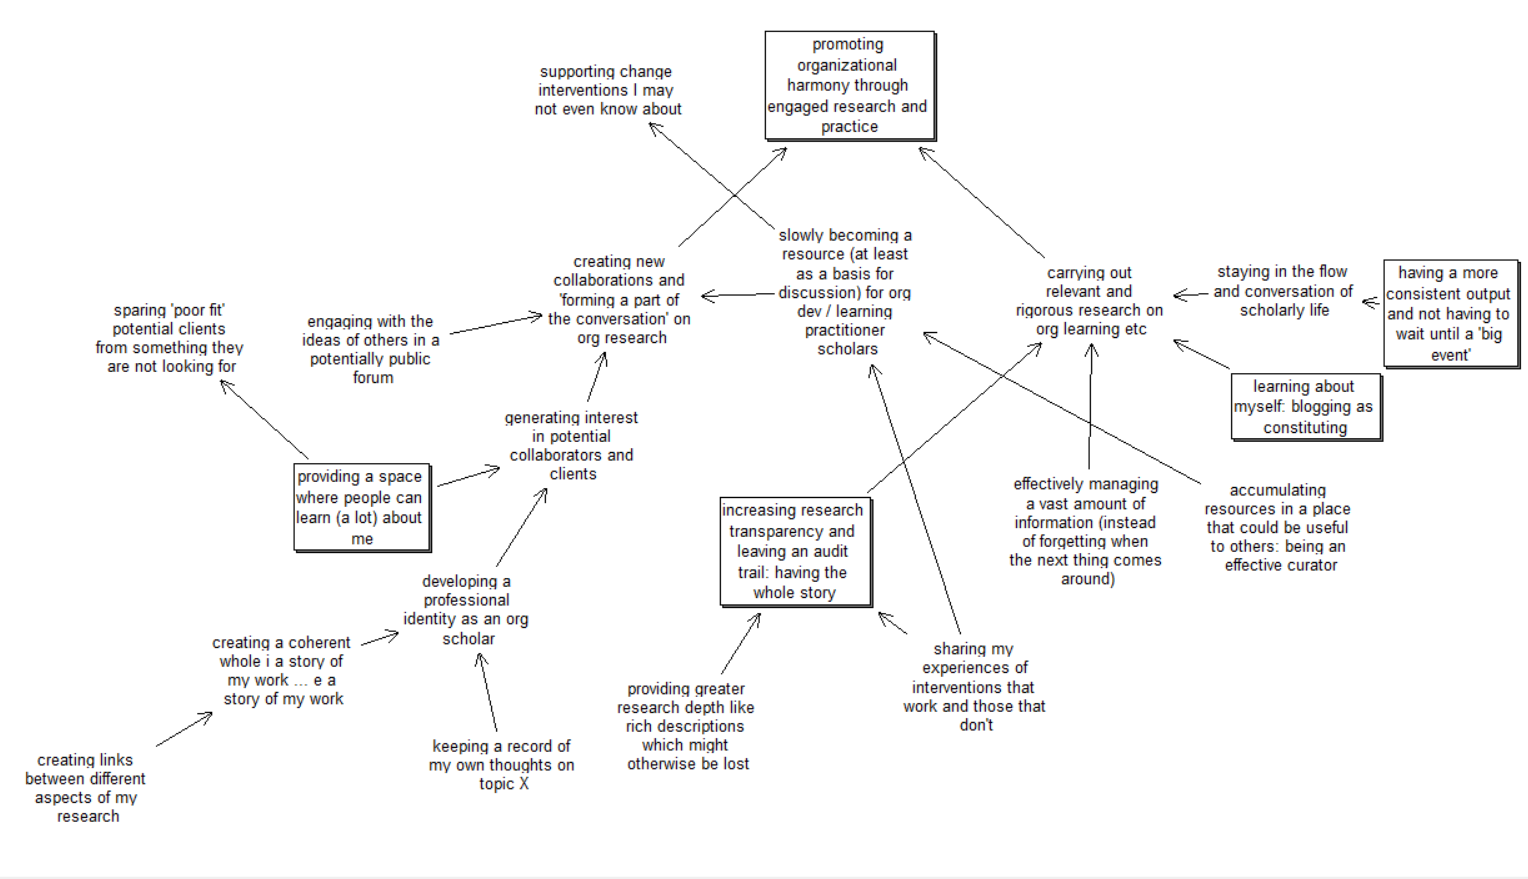 promoting
organizational
harmony through
engaged research and
practice
supporting change
interventions I may
not even know about
slowly becoming a
resource (at least
as a basis for
discussion) for org
dev / learning
practitioner
scholars
creating new
collaborations and
'forming a part of
the conversation' on
org research
carrying out
relevant and
rigorous research on
org learning etc
staying in the flow
and conversation of
scholarly life
having a more
consistent output
and not having to
wait until a 'big
event'
sparing 'poor fit'
potential clients
from something they
are not looking for
engaging with the
ideas of others in a
potentially public
forum
learning about
myself: blogging as
constituting
generating interest
in potential
collaborators and
clients
providing a space
where people can
learn (a lot) about
me
increasing research
transparency and
leaving an audit
trail: having the
whole story
effectively managing
a vast amount of
information (instead
of forgetting when
the next thing comes
around)
accumulating
resources in a place
that could be useful
to others: being an
effective curator
developing a
professional
identity as an org
scholar
creating a coherent
whole i a story of
my work ... e a
story of my work
sharing my
experiences of
interventions that
work and those that
don't
providing greater
research depth like
rich descriptions
which might
otherwise be lost
keeping a record of
my own thoughts on
topic X
creating links
between different
aspects of my
research